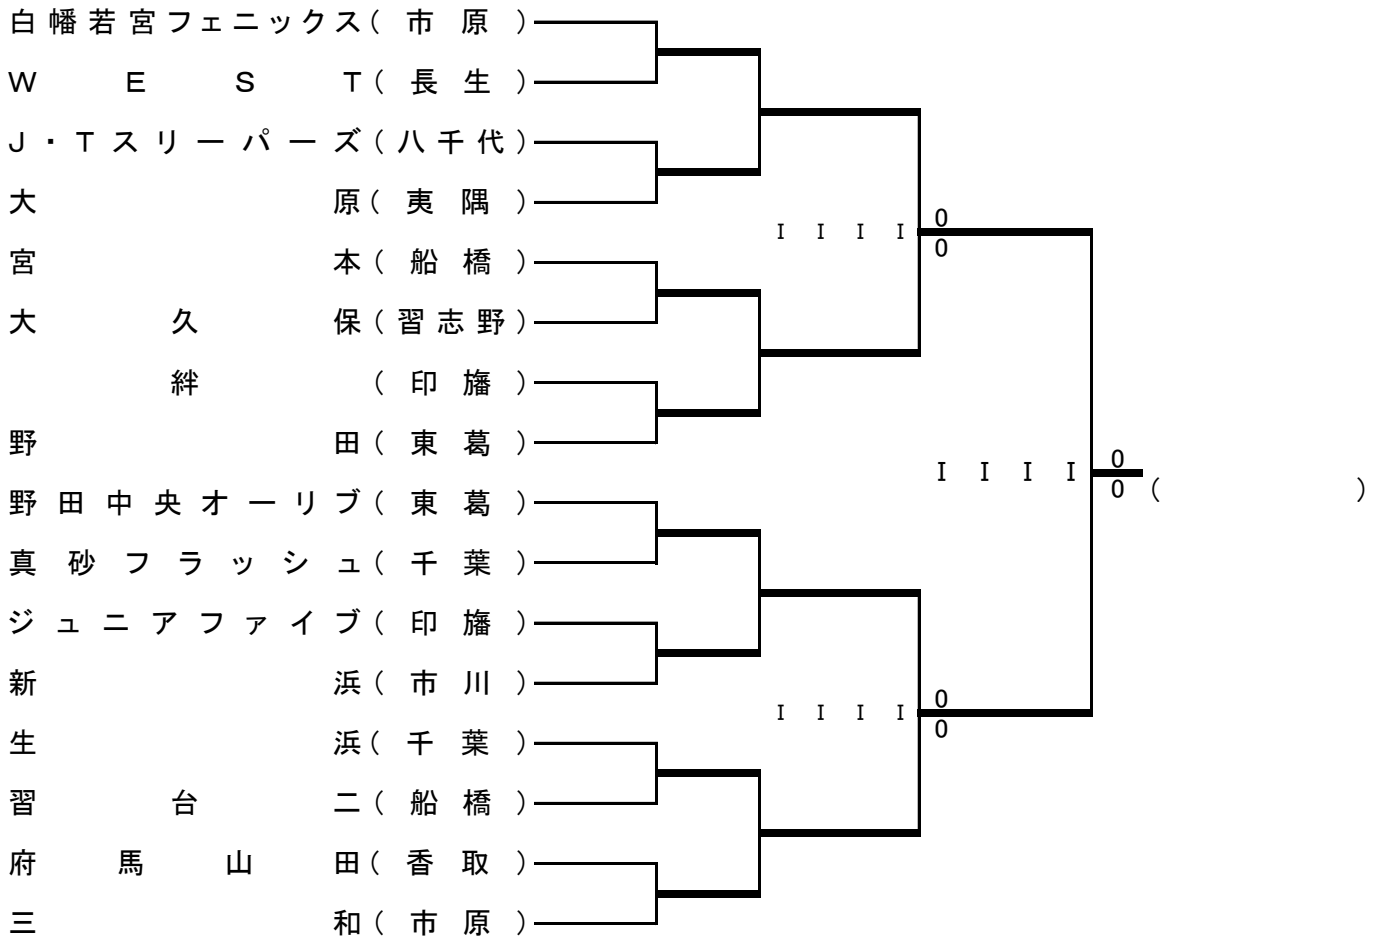 白幡若宮フェニックス(市原)
WEST(長生)
J・Tスリーパーズ(八千代)
大原(夷隅)
0
I I I I
0
宮本(船橋)
大久保(習志野)
絆(印旛)
野田(東葛)
0
I I I I
0 ( )
野田中央オーリブ(東葛)
真砂フラッシュ(千葉)
ジュニアファイブ(印旛)
新浜(市川)
0
I I I I
0
生浜(千葉)
習台二(船橋)
府馬山田(香取)
三和(市原)